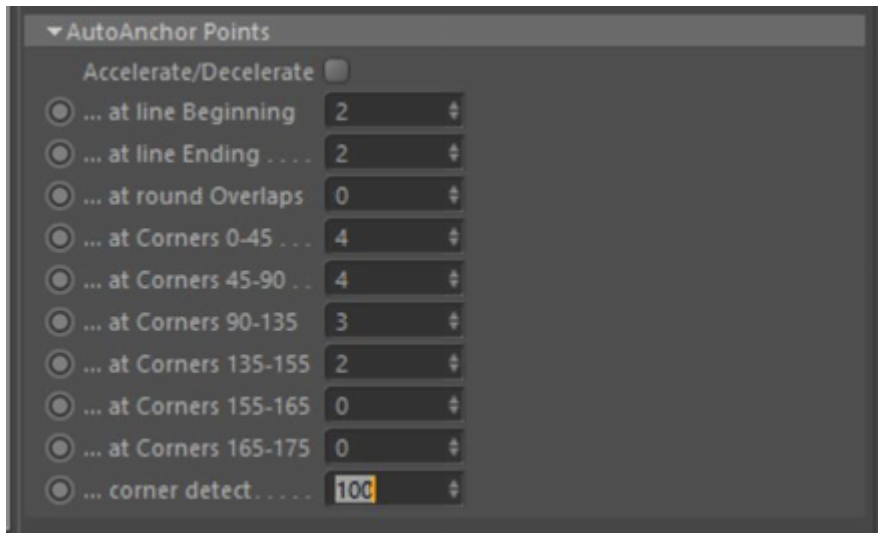 AutoAnchor Points
Accelerate/Decelerate
... at line Beginning 2
... at line Ending .... 2
... at round Overlaps 0
... at Corners 0-45 ... 4
... at Corners 45-90 .. 4
... at Corners 90-135 3
... at Corners 135-155 2
... at Corners 155-165 0
... at Corners 165-175 0
... corner detect..... 100